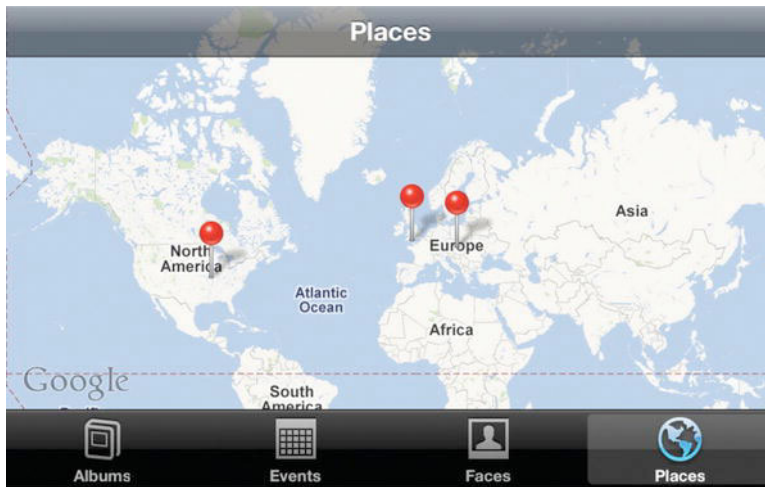 Places
Asia
North
America
Europe
Atlantic
Ocean
Africa
Google
South
America
Albums
Events
Faces
Places